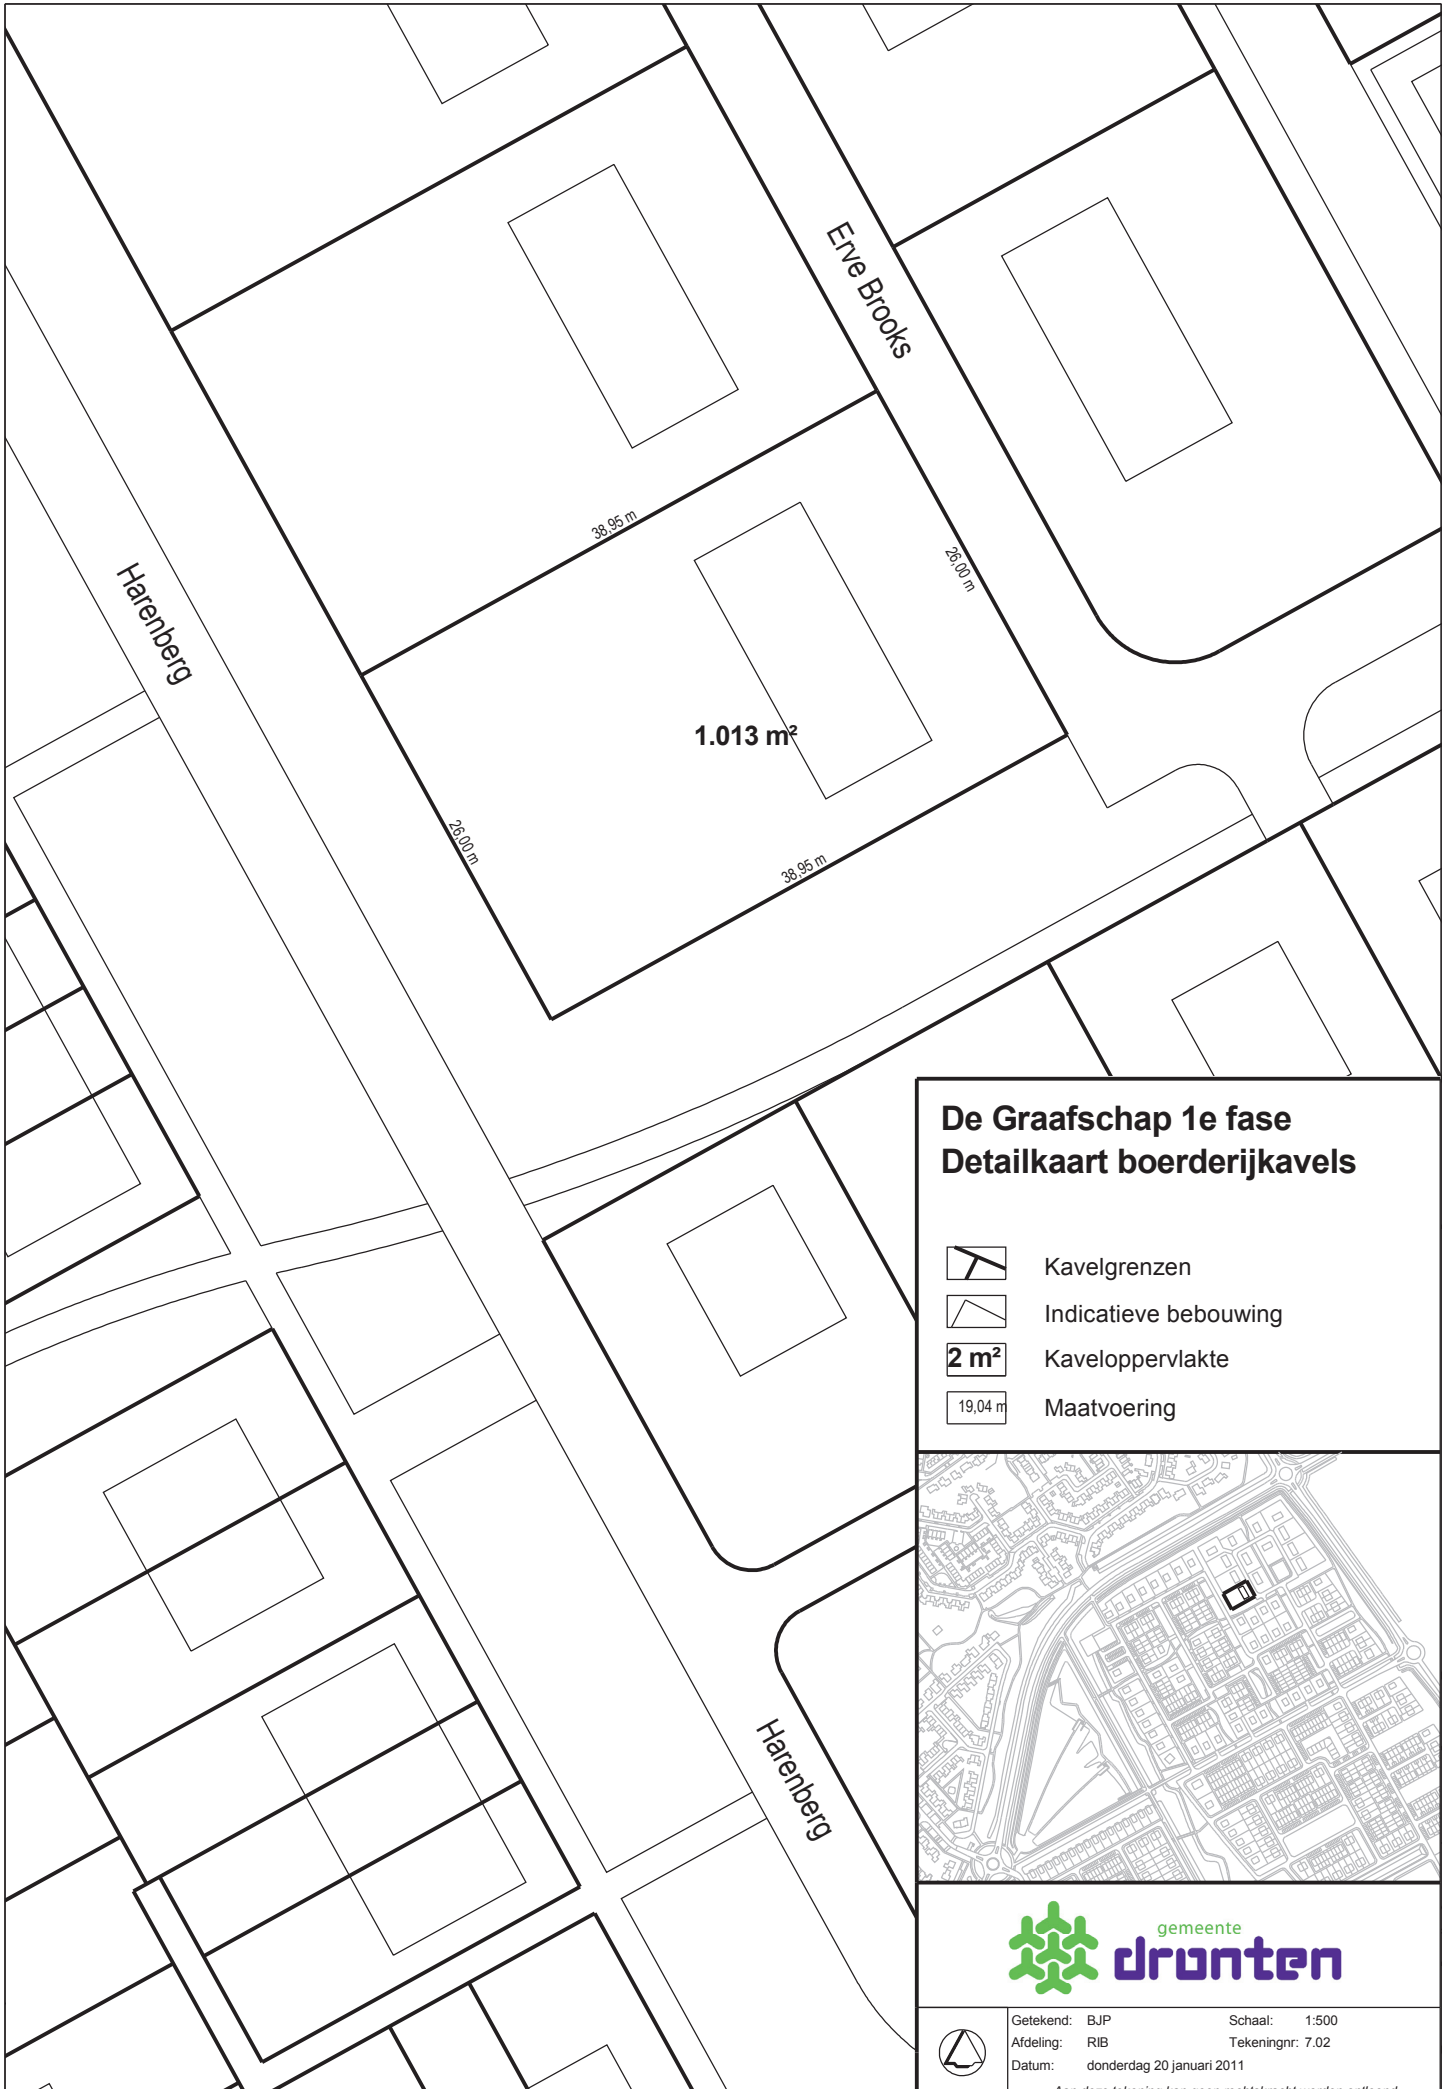 Erve Brooks
38,95 m
26,00 m
Harenberg
1.013 m²
26,00 m
38,95 m
De Graafschap 1e fase
Detailkaart boerderijkavels
Kavelgrenzen
Indicatieve bebouwing
2 m² Kaveloppervlakte
19,04 m Maatvoering
Harenberg
gemeente
dronten
Getekend: BJP Schaal: 1:500
Afdeling: RIB Tekeningnr: 7.02
Datum: donderdag 20 januari 2011